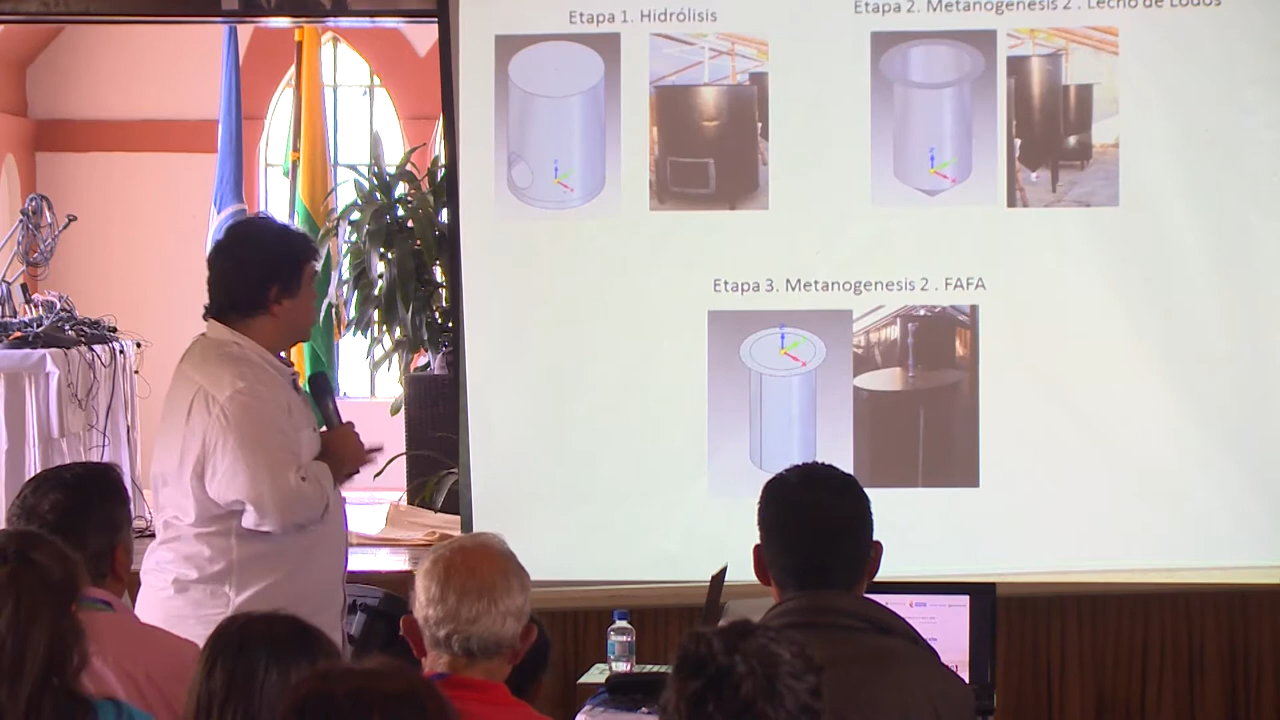 Etapa 1. Hidrólisis
Etapa 2. Metanogenesis 2 . Lecho de Lodos
Etapa 3. Metanogenesis 2 . FAFA